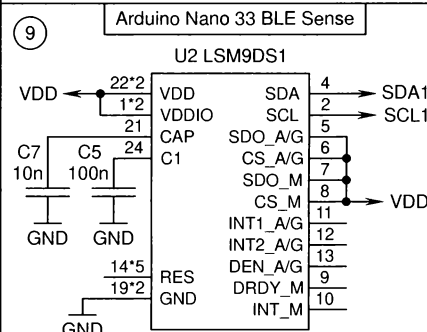 9
Arduino Nano 33 BLE Sense
U2 LSM9DS1
VDD 22*2 VDD SDA 4 SDA1
1*2 VDDIO SCL 2 SCL1
21 CAP SDO_A/G 5
C7 10n C5 100n 24 C1 CS_A/G 6
SDO_M 7
CS_M 8 VDD
GND GND INT1_A/G 11
INT2_A/G 12
14*5 RES DEN_A/G 13
19*2 GND DRDY_M 9
GND INT_M 10